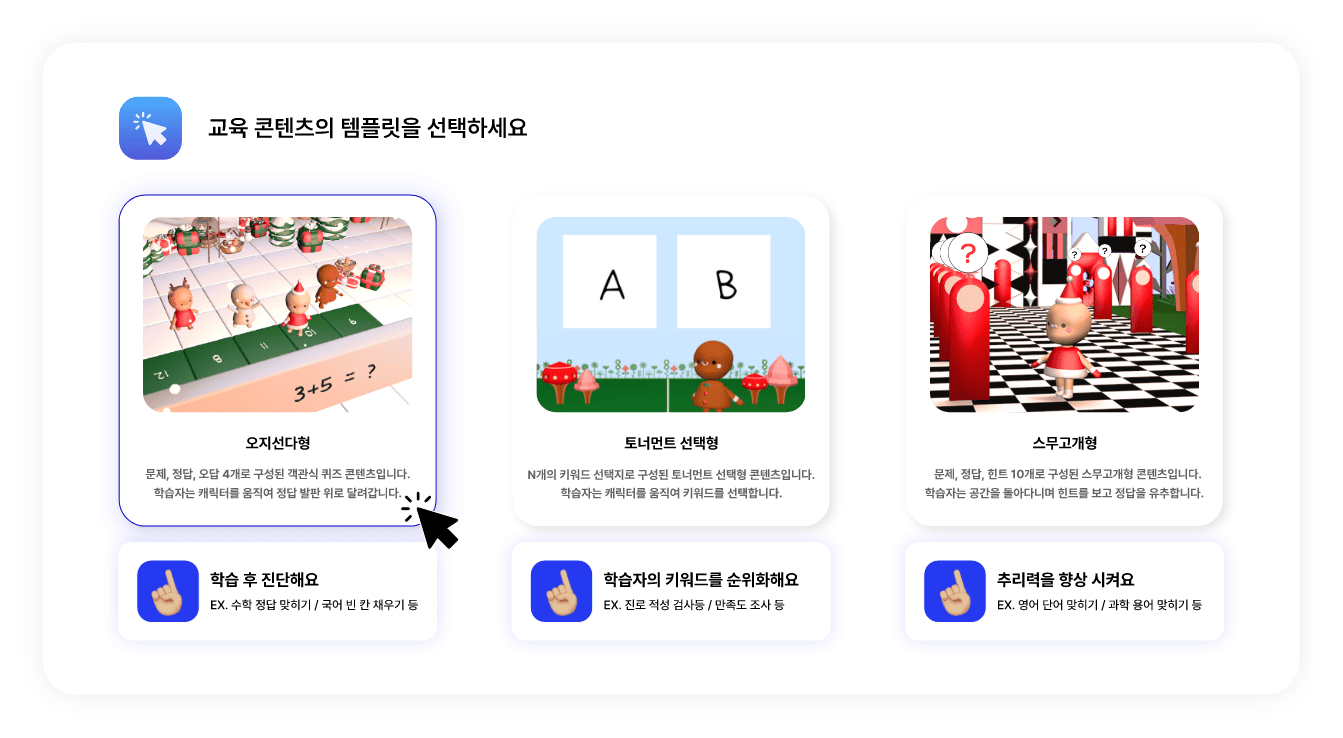 교육 콘텐츠의 템플릿을 선택하세요
12 8 11 10 9
3+5 = ?
A B
? ? ? ?
오지선다형
문제, 정답, 오답 4개로 구성된 객관식 퀴즈 콘텐츠입니다.
학습자는 캐릭터를 움직여 정답 발판 위로 달려갑니다.
토너먼트 선택형
N개의 키워드 선택지로 구성된 토너먼트 선택형 콘텐츠입니다.
학습자는 캐릭터를 움직여 키워드를 선택합니다.
스무고개형
문제, 정답, 힌트 10개로 구성된 스무고개형 콘텐츠입니다.
학습자는 공간을 돌아다니며 힌트를 보고 정답을 유추합니다.
학습 후 진단해요
EX. 수학 정답 맞히기 / 국어 빈 칸 채우기 등
학습자의 키워드를 순위화해요
EX. 진로 적성 검사등 / 만족도 조사 등
추리력을 향상 시켜요
EX. 영어 단어 맞히기 / 과학 용어 맞히기 등